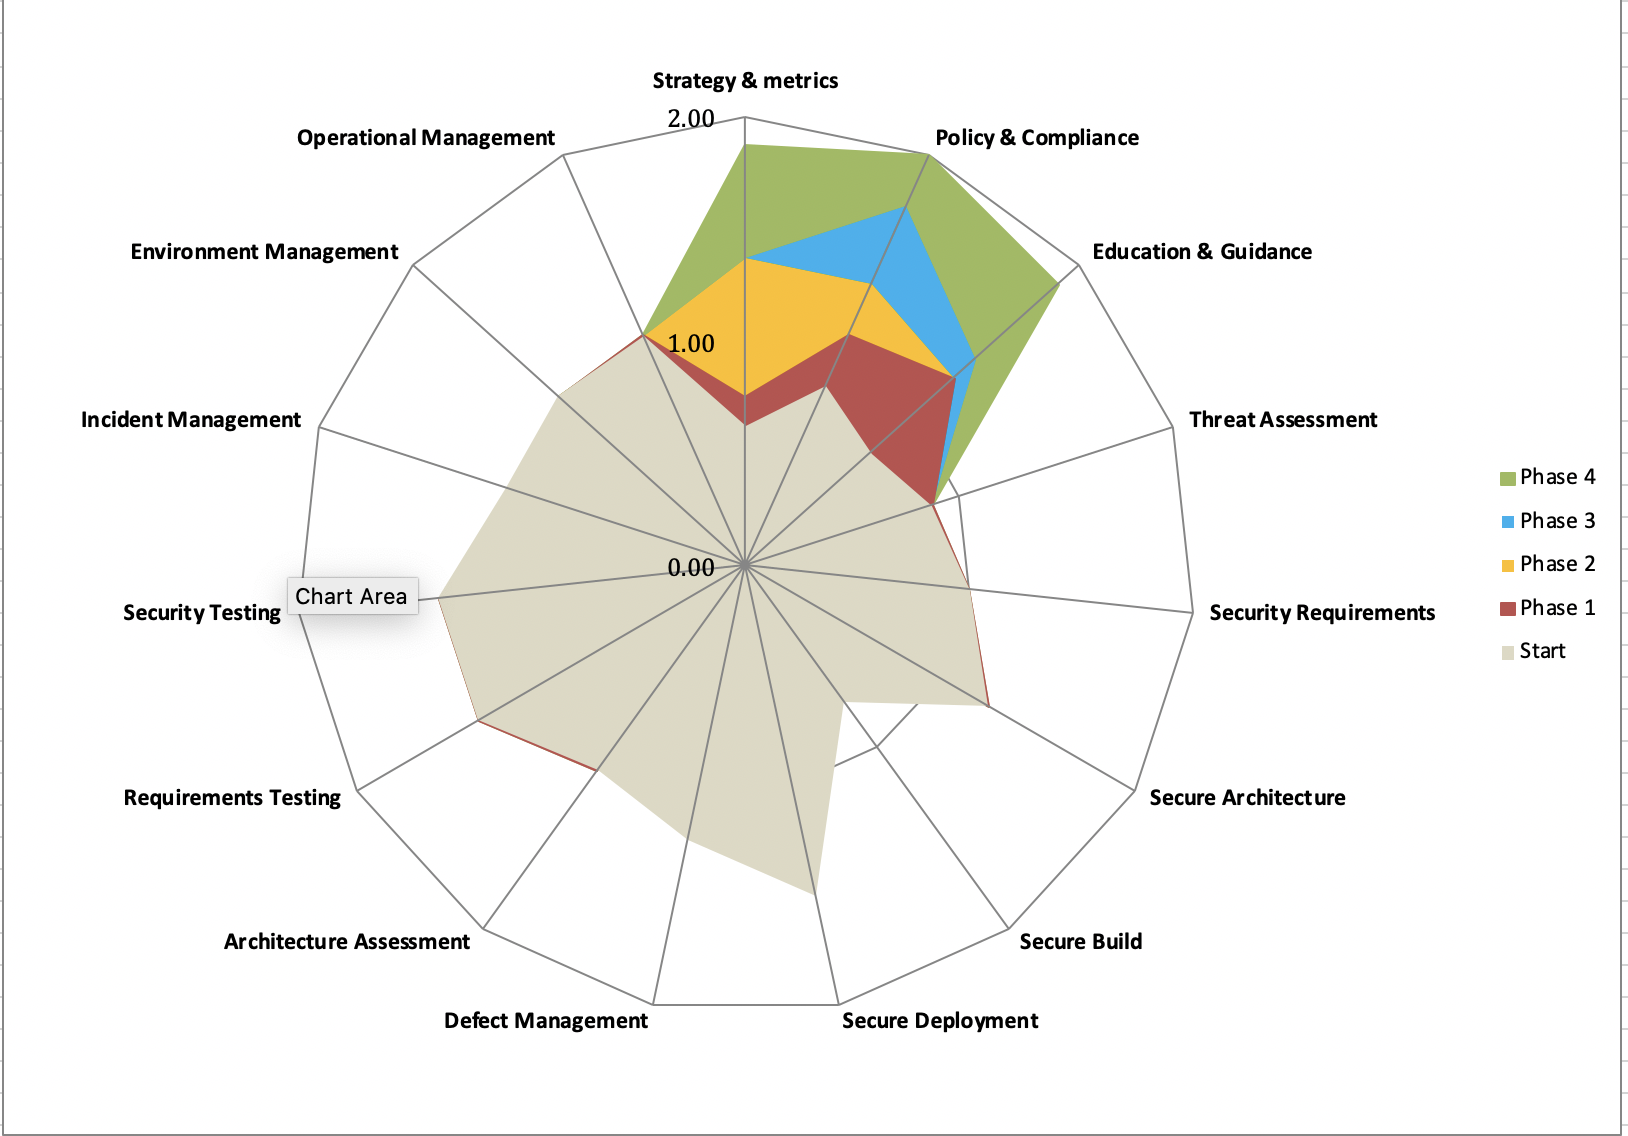 Strategy & metrics
2.00
Operational Management
Policy & Compliance
Environment Management
Education & Guidance
1.00
Incident Management
Threat Assessment
Phase 4
Phase 3
Phase 2
Phase 1
Start
0.00
Chart Area
Security Testing
Security Requirements
Requirements Testing
Secure Architecture
Architecture Assessment
Secure Build
Defect Management
Secure Deployment